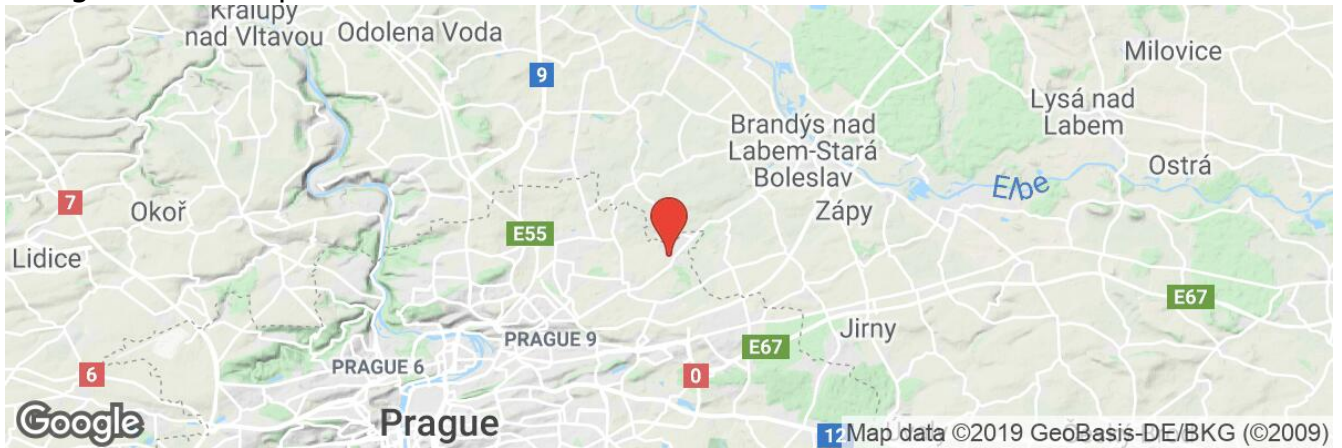 Kralupy
nad Vltavou
Odolena Voda
Milovice
9
Lysá nad
Labem
Brandýs nad
Labem-Stará
Boleslav
Ostrá
Elbe
7
Okoř
Zápy
E55
Lidice
E67
PRAGUE 9
Jirny
PRAGUE 6
E67
6
0
Google
Prague
12
Map data ©2019 GeoBasis-DE/BKG (©2009)